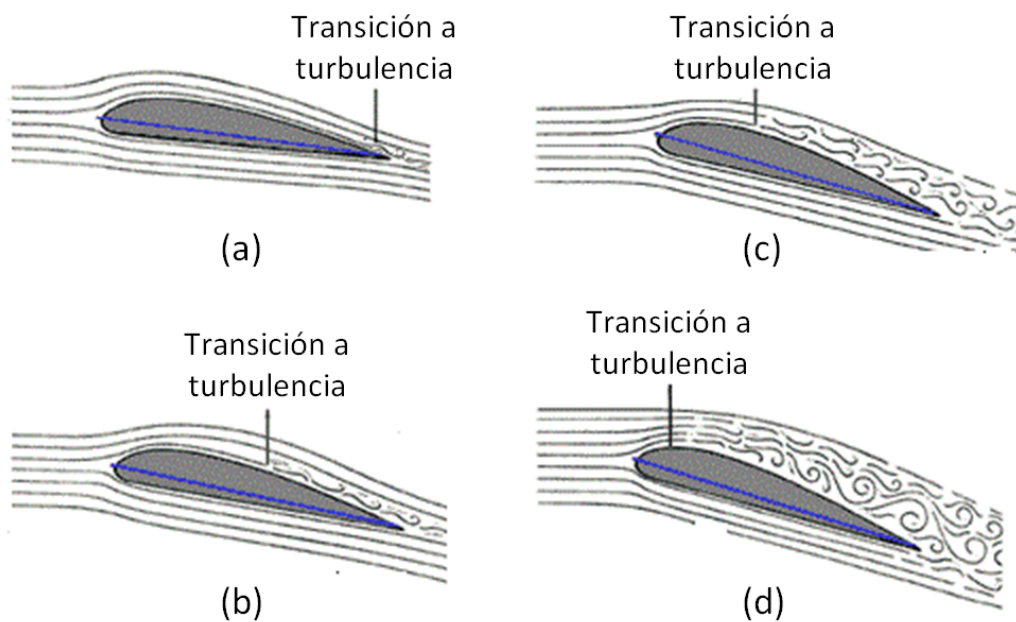 Transición a
turbulencia
(a)
Transición a
turbulencia
(c)
Transición a
turbulencia
(b)
Transición a
turbulencia
(d)